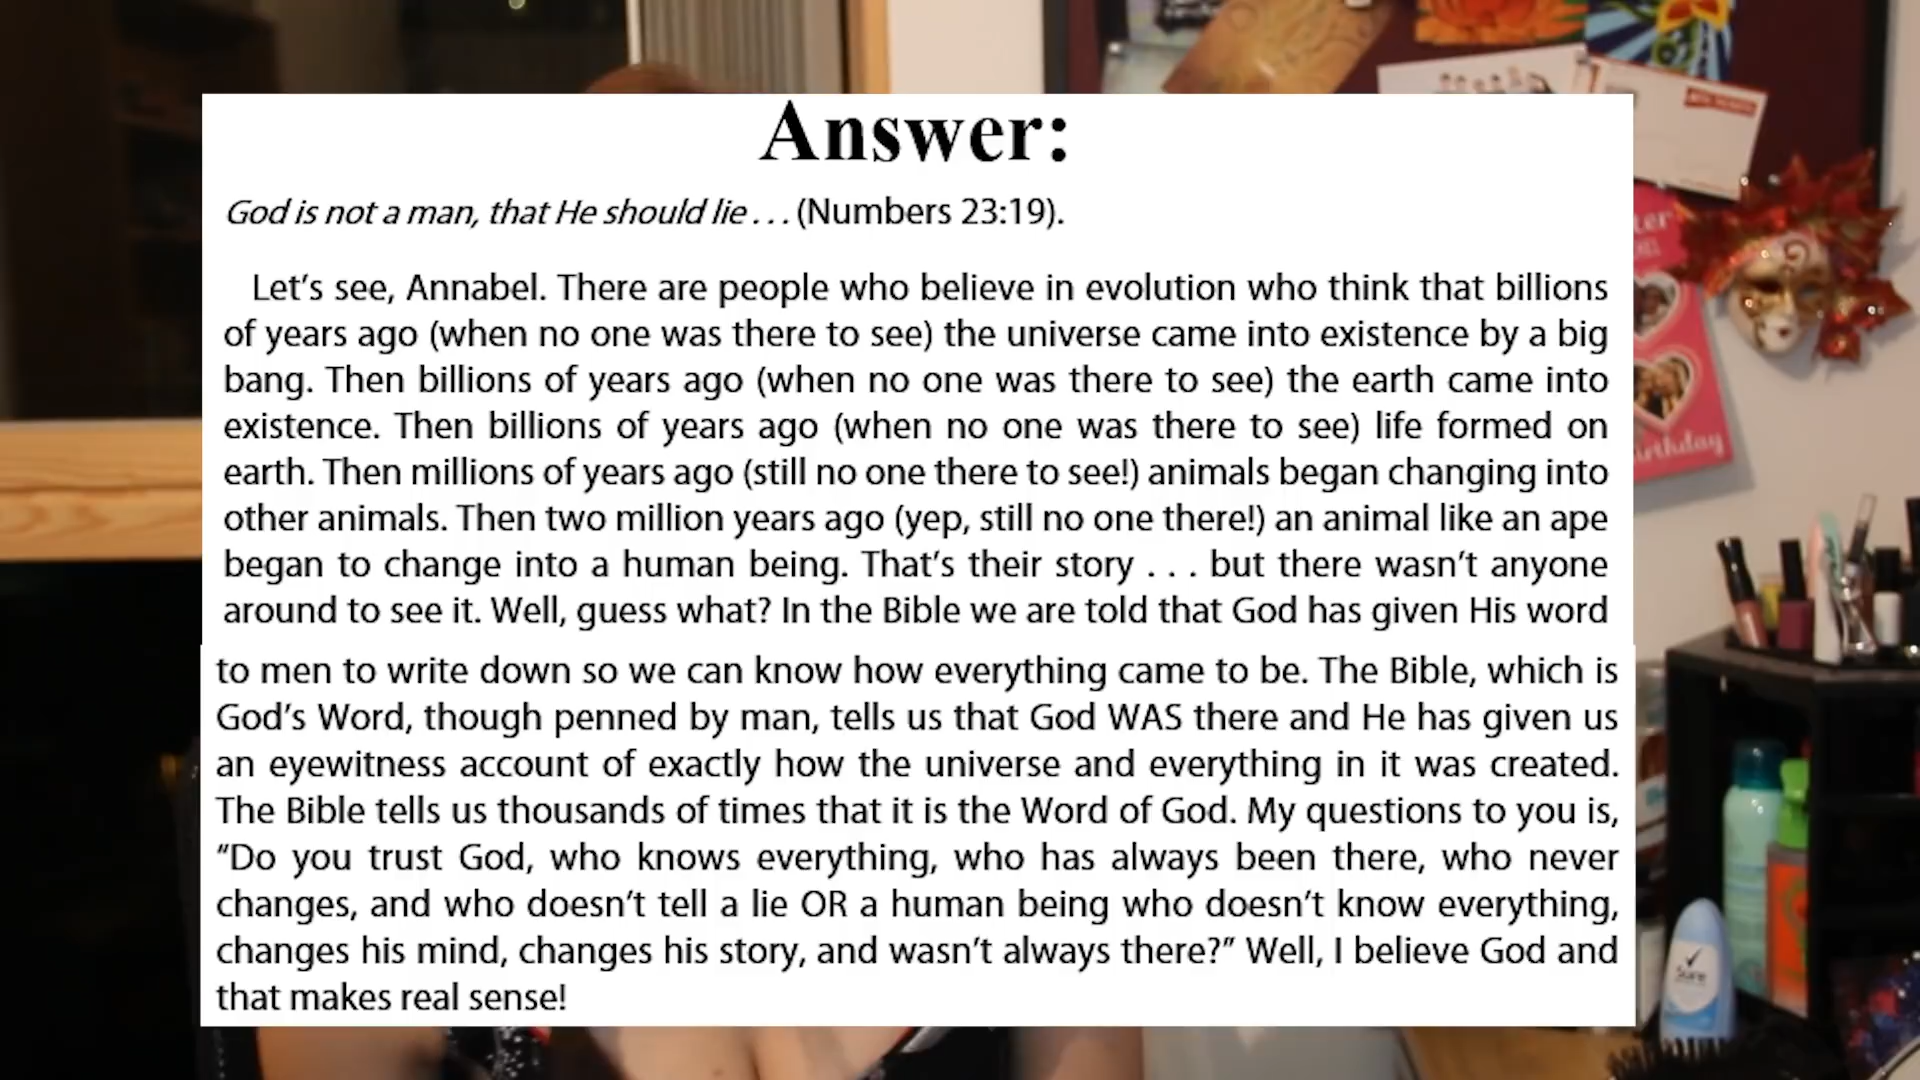 Answer:
God is not a man, that He should lie . . . (Numbers 23:19).
Let's see, Annabel. There are people who believe in evolution who think that billions
of years ago (when no one was there to see) the universe came into existence by a big
bang. Then billions of years ago (when no one was there to see) the earth came into
existence. Then billions of years ago (when no one was there to see) life formed on
earth. Then millions of years ago (still no one there to see!) animals began changing into
other animals. Then two million years ago (yep, still no one there!) an animal like an ape
began to change into a human being. That's their story . . . but there wasn't anyone
around to see it. Well, guess what? In the Bible we are told that God has given His word
to men to write down so we can know how everything came to be. The Bible, which is
God's Word, though penned by man, tells us that God WAS there and He has given us
an eyewitness account of exactly how the universe and everything in it was created.
The Bible tells us thousands of times that it is the Word of God. My questions to you is,
"Do you trust God, who knows everything, who has always been there, who never
changes, and who doesn't tell a lie OR a human being who doesn't know everything,
changes his mind, changes his story, and wasn't always there?" Well, I believe God and
that makes real sense!
Sure